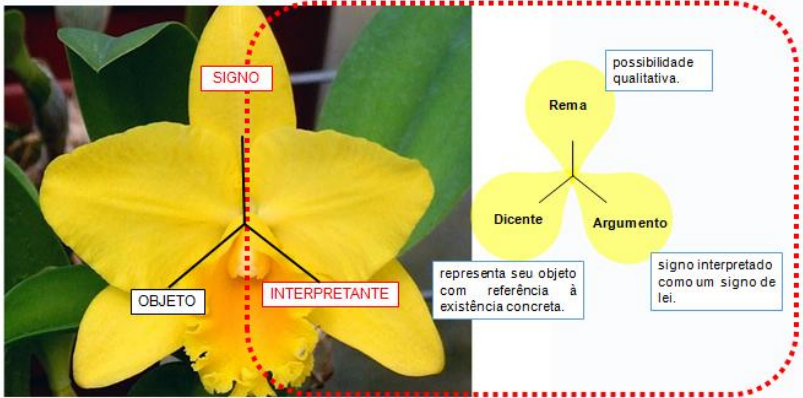 SIGNO
OBJETO
INTERPRETANTE
possibilidade
qualitativa.
Rema
Dicente
Argumento
representa seu objeto
com referência à
existência concreta.
signo interpretado
como um signo de
lei.